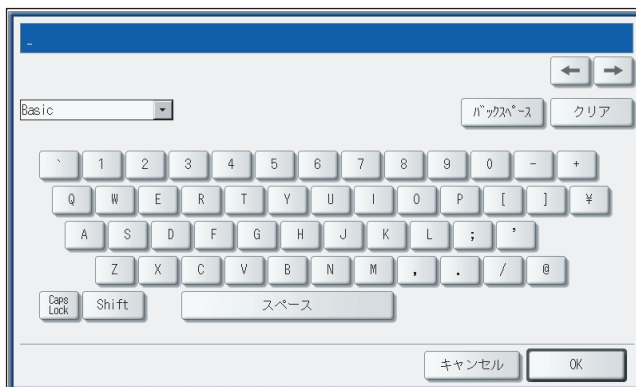 _
← →
Basic ﾊﾞｯｸｽﾍﾟｰｽ クリア
` 1 2 3 4 5 6 7 8 9 0 - +
Q W E R T Y U I O P [ ] ¥
A S D F G H J K L ; '
Z X C V B N M , . / @
Caps Lock Shift スペース
キャンセル OK